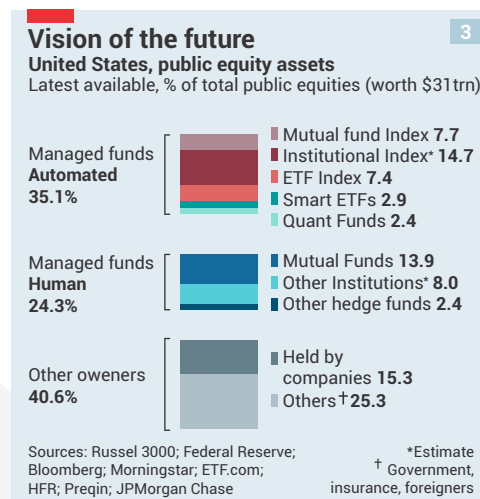 3
Vision of the future
United States, public equity assets
Latest available, % of total public equities (worth $31trn)
Managed funds
Automated
35.1%
Mutual fund Index 7.7
Institutional Index* 14.7
ETF Index 7.4
Smart ETFs 2.9
Quant Funds 2.4
Managed funds
Human
24.3%
Mutual Funds 13.9
Other Institutions* 8.0
Other hedge funds 2.4
Other oweners
40.6%
Held by
companies 15.3
Others† 25.3
Sources: Russel 3000; Federal Reserve;
Bloomberg; Morningstar; ETF.com;
HFR; Preqin; JPMorgan Chase
*Estimate
† Government,
insurance, foreigners